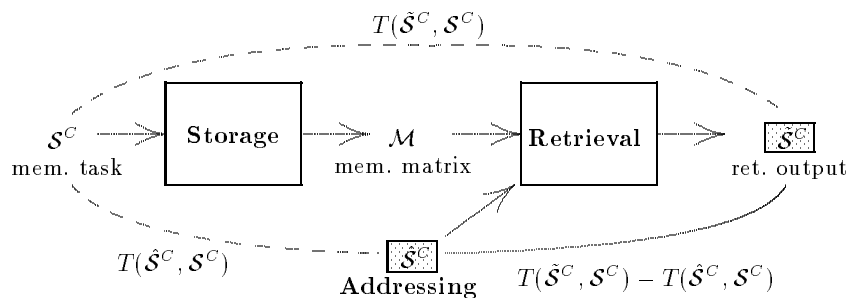 T(S̃^C, S^C)
S^C
Storage
M
Retrieval
S̃^C
mem. task
mem. matrix
ret. output
T(Ŝ^C, S^C)
Ŝ^C
T(S̃^C, S^C) − T(Ŝ^C, S^C)
Addressing